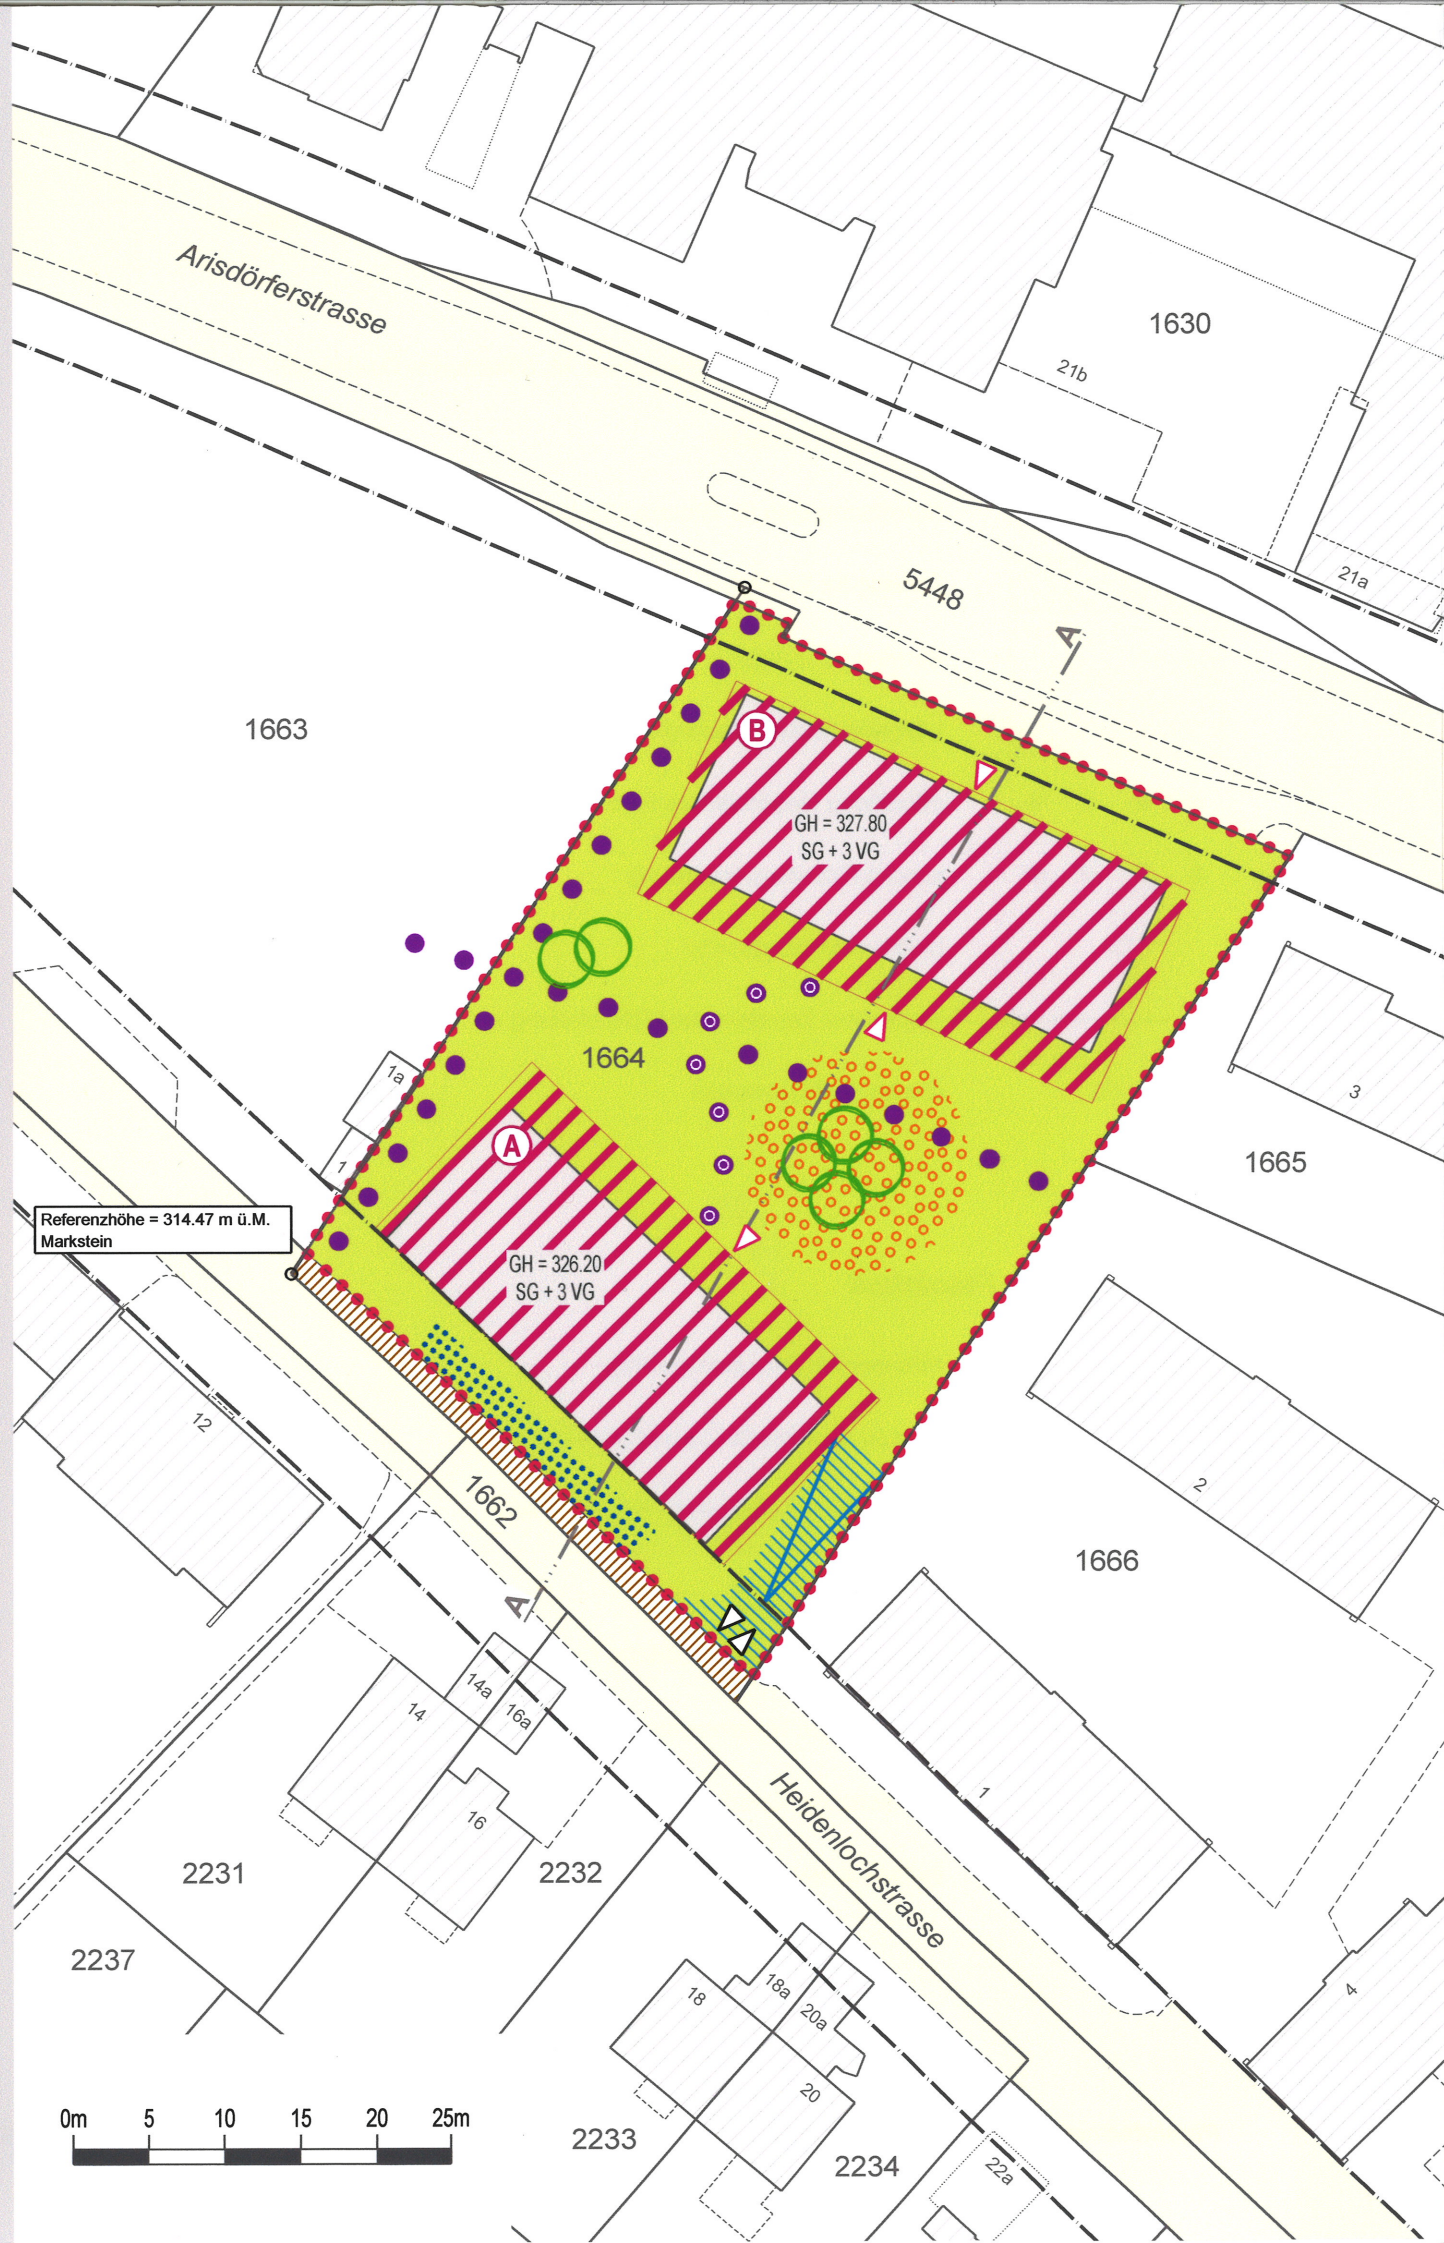 Arisdörferstrasse
1630
21b
21a
5448
A
1663
B
GH = 327.80
SG + 3 VG
3
1a
1664
1665
1
A
Referenzhöhe = 314.47 m ü.M.
Markstein
GH = 326.20
SG + 3 VG
12
1662
2
1666
A
14a
16a
14
16
1
Heidenlochstrasse
2231
2232
2237
18a
18
20a
4
20
0m 5 10 15 20 25m
2233
2234
22a